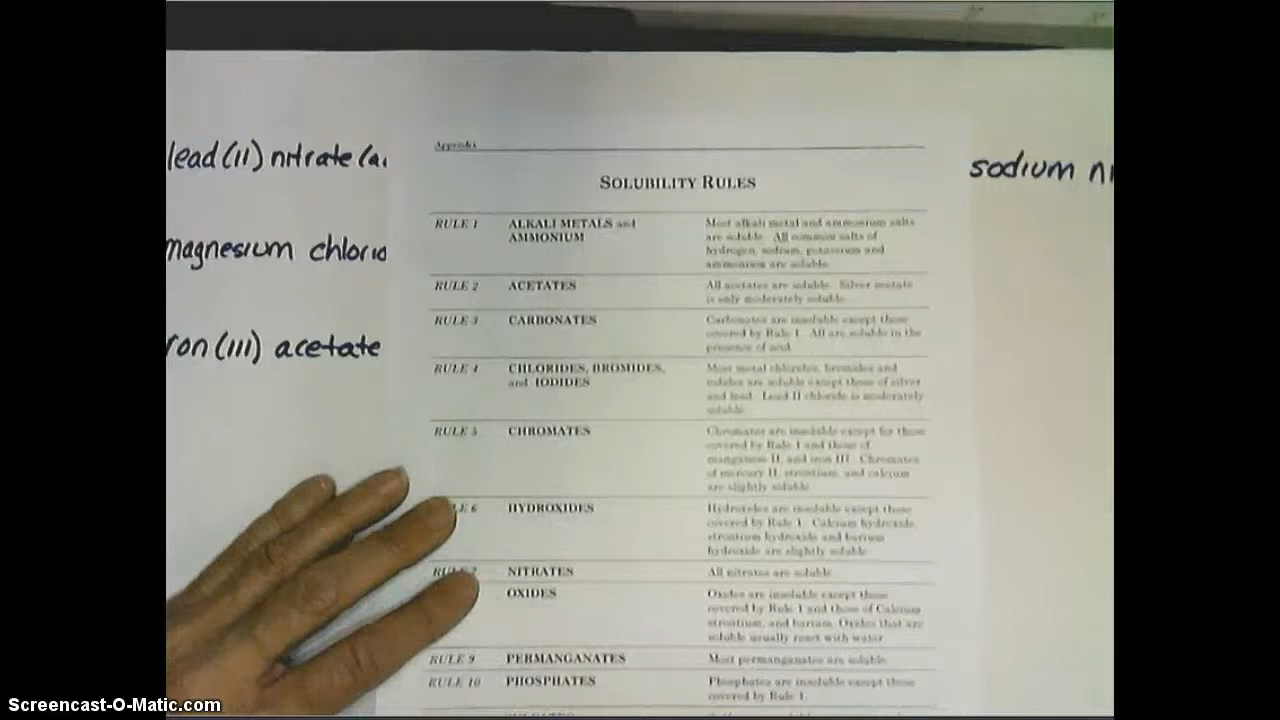 lead(11) nitrate (a
sodium n
magnesium chlorid
ron (111) acetate
Appendix
SOLUBILITY RULES
RULE 1 ALKALI METALS and AMMONIUM
Most alkali metal and ammonium salts
are soluble. All common salts of
hydrogen, sodium, potassium and
ammonium are soluble.
RULE 2 ACETATES
All acetates are soluble. Silver acetate
is only moderately soluble.
RULE 3 CARBONATES
Carbonates are insoluble except those
covered by Rule 1. All are soluble in the
presence of acid.
RULE 4 CHLORIDES, BROMIDES, and IODIDES
Most metal chlorides, bromides and
iodides are soluble except those of silver
and lead. Lead II chloride is moderately
soluble.
RULE 5 CHROMATES
Chromates are insoluble except for those
covered by Rule 1 and those of
manganese II, and iron III. Chromates
of mercury II, strontium, and calcium
are slightly soluble.
LE 6 HYDROXIDES
Hydroxides are insoluble except those
covered by Rule 1. Calcium hydroxide,
strontium hydroxide and barium
hydroxide are slightly soluble.
RULE 7 NITRATES
All nitrates are soluble.
OXIDES
Oxides are insoluble except those
covered by Rule 1 and those of Calcium
strontium, and barium. Oxides that are
soluble usually react with water.
RULE 9 PERMANGANATES
Most permanganates are soluble.
RULE 10 PHOSPHATES
Phosphates are insoluble except those
covered by Rule 1.
Screencast-O-Matic.com